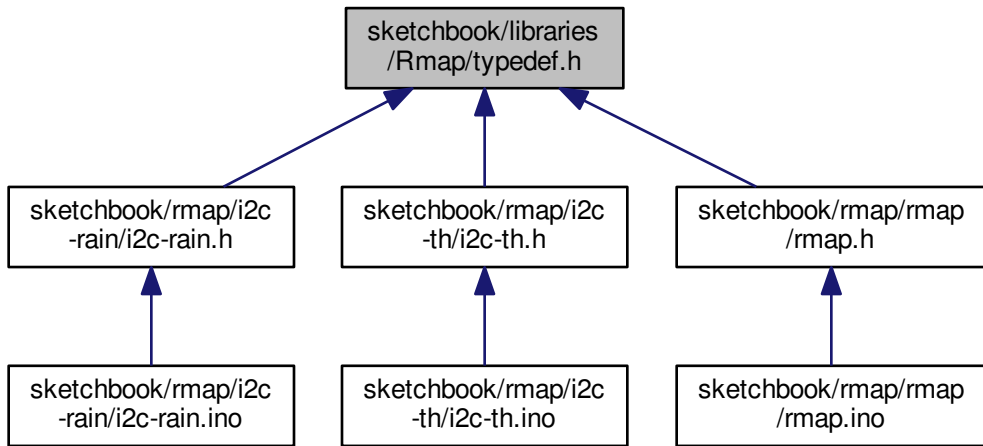 sketchbook/libraries
/Rmap/typedef.h
sketchbook/rmap/i2c
-rain/i2c-rain.h
sketchbook/rmap/i2c
-th/i2c-th.h
sketchbook/rmap/rmap
/rmap.h
sketchbook/rmap/i2c
-rain/i2c-rain.ino
sketchbook/rmap/i2c
-th/i2c-th.ino
sketchbook/rmap/rmap
/rmap.ino